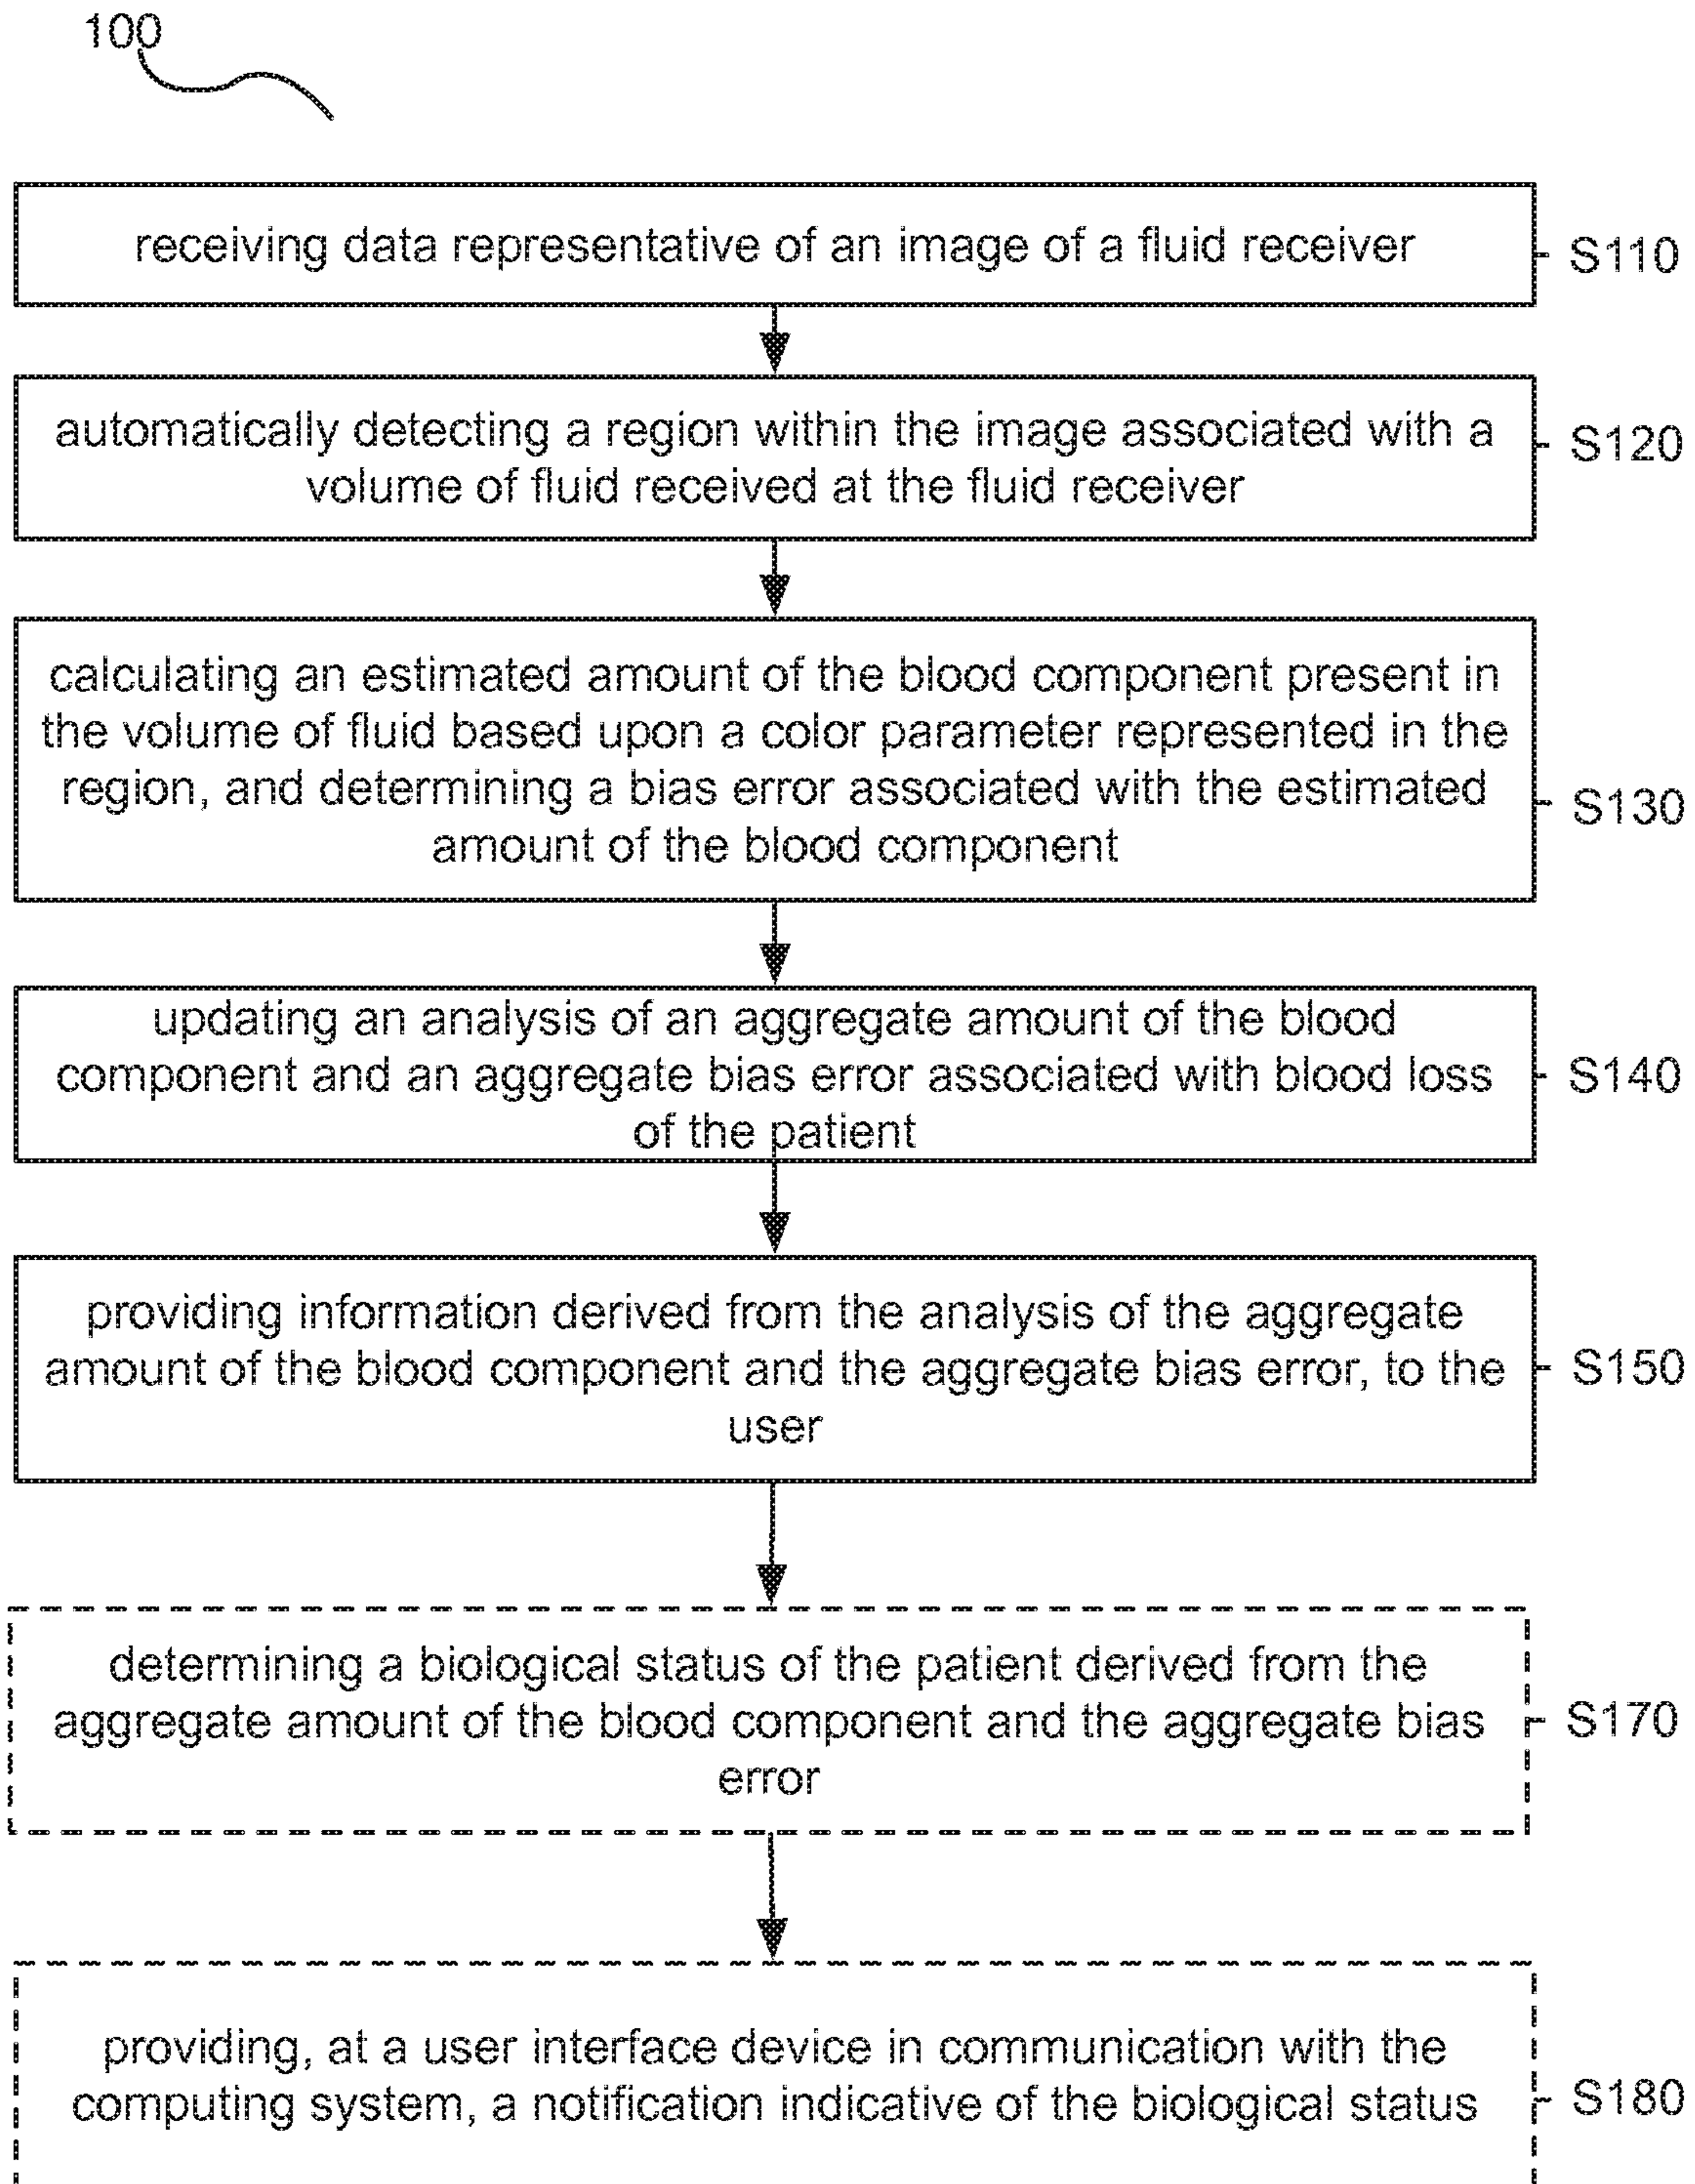 100
receiving data representative of an image of a fluid receiver
S110
automatically detecting a region within the image associated with a
volume of fluid received at the fluid receiver
S120
calculating an estimated amount of the blood component present in
the volume of fluid based upon a color parameter represented in the
region, and determining a bias error associated with the estimated
amount of the blood component
S130
updating an analysis of an aggregate amount of the blood
component and an aggregate bias error associated with blood loss
of the patient
S140
providing information derived from the analysis of the aggregate
amount of the blood component and the aggregate bias error, to the
user
S150
determining a biological status of the patient derived from the
aggregate amount of the blood component and the aggregate bias
error
S170
providing, at a user interface device in communication with the
computing system, a notification indicative of the biological status
S180